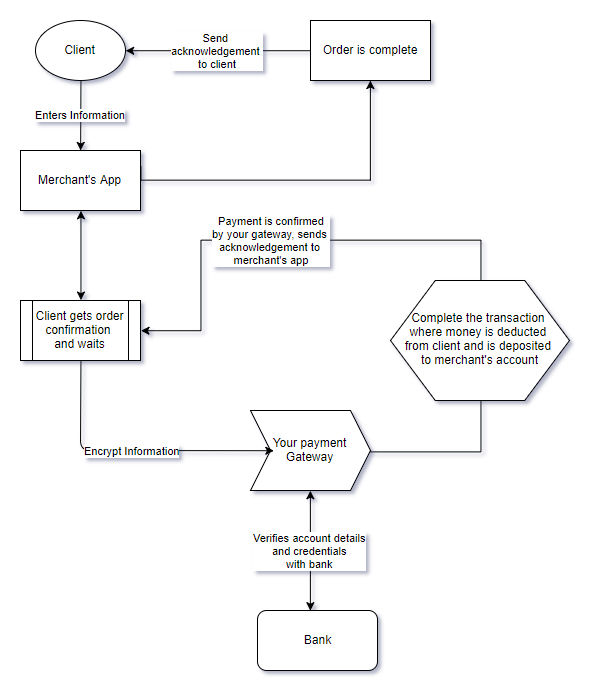 Client
Send
acknowledgement
to client
Order is complete
Enters Information
Merchant's App
Payment is confirmed
by your gateway, sends
acknowledgement to
merchant's app
Client gets order
confirmation
and waits
Complete the transaction
where money is deducted
from client and is deposited
to merchant's account
Encrypt Information
Your payment
Gateway
Verifies account details
and credentials
with bank
Bank